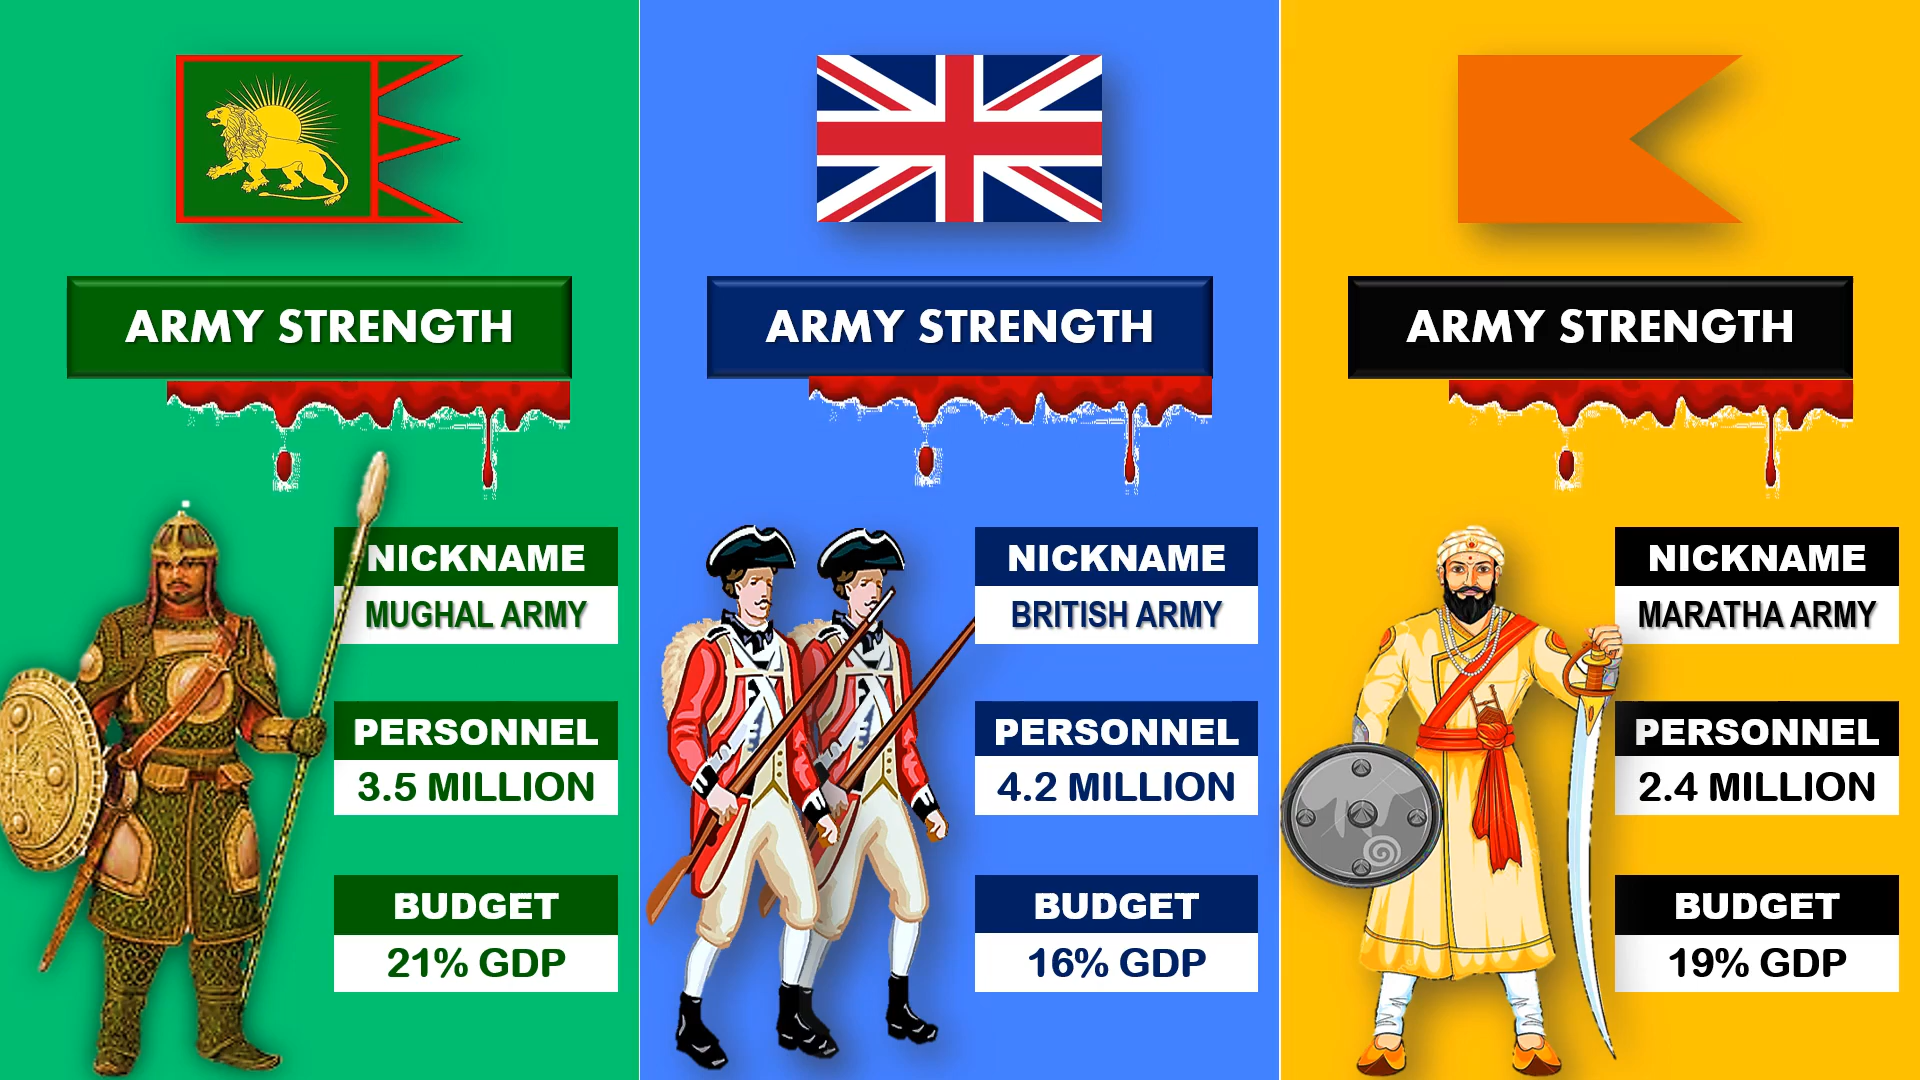 ARMY STRENGTH
NICKNAME
MUGHAL ARMY
PERSONNEL
3.5 MILLION
BUDGET
21% GDP
ARMY STRENGTH
NICKNAME
BRITISH ARMY
PERSONNEL
4.2 MILLION
BUDGET
16% GDP
ARMY STRENGTH
NICKNAME
MARATHA ARMY
PERSONNEL
2.4 MILLION
BUDGET
19% GDP